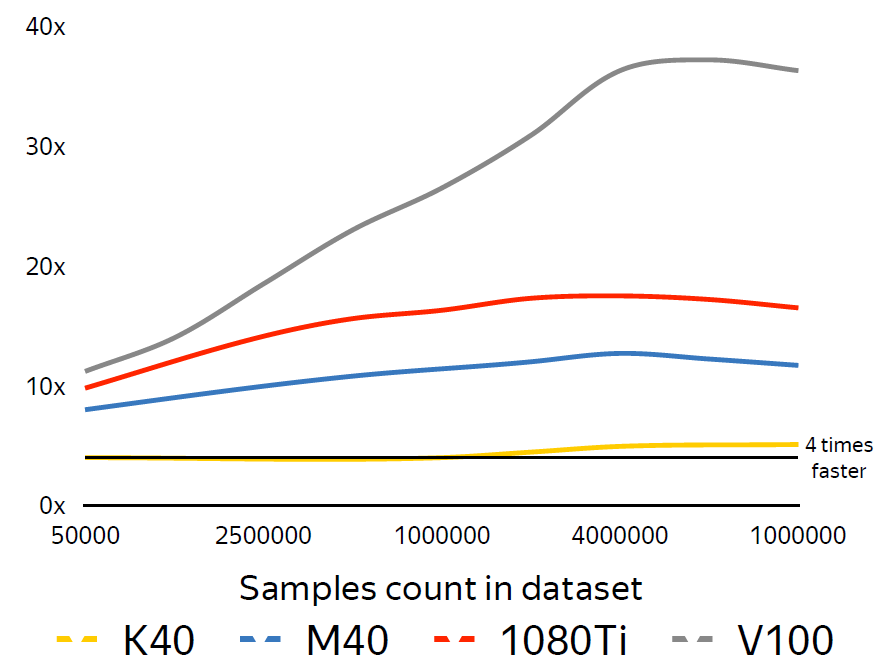 40x
30x
20x
10x
4 times
faster
0x
50000 2500000 1000000 4000000 1000000
Samples count in dataset
K40 M40 1080Ti V100